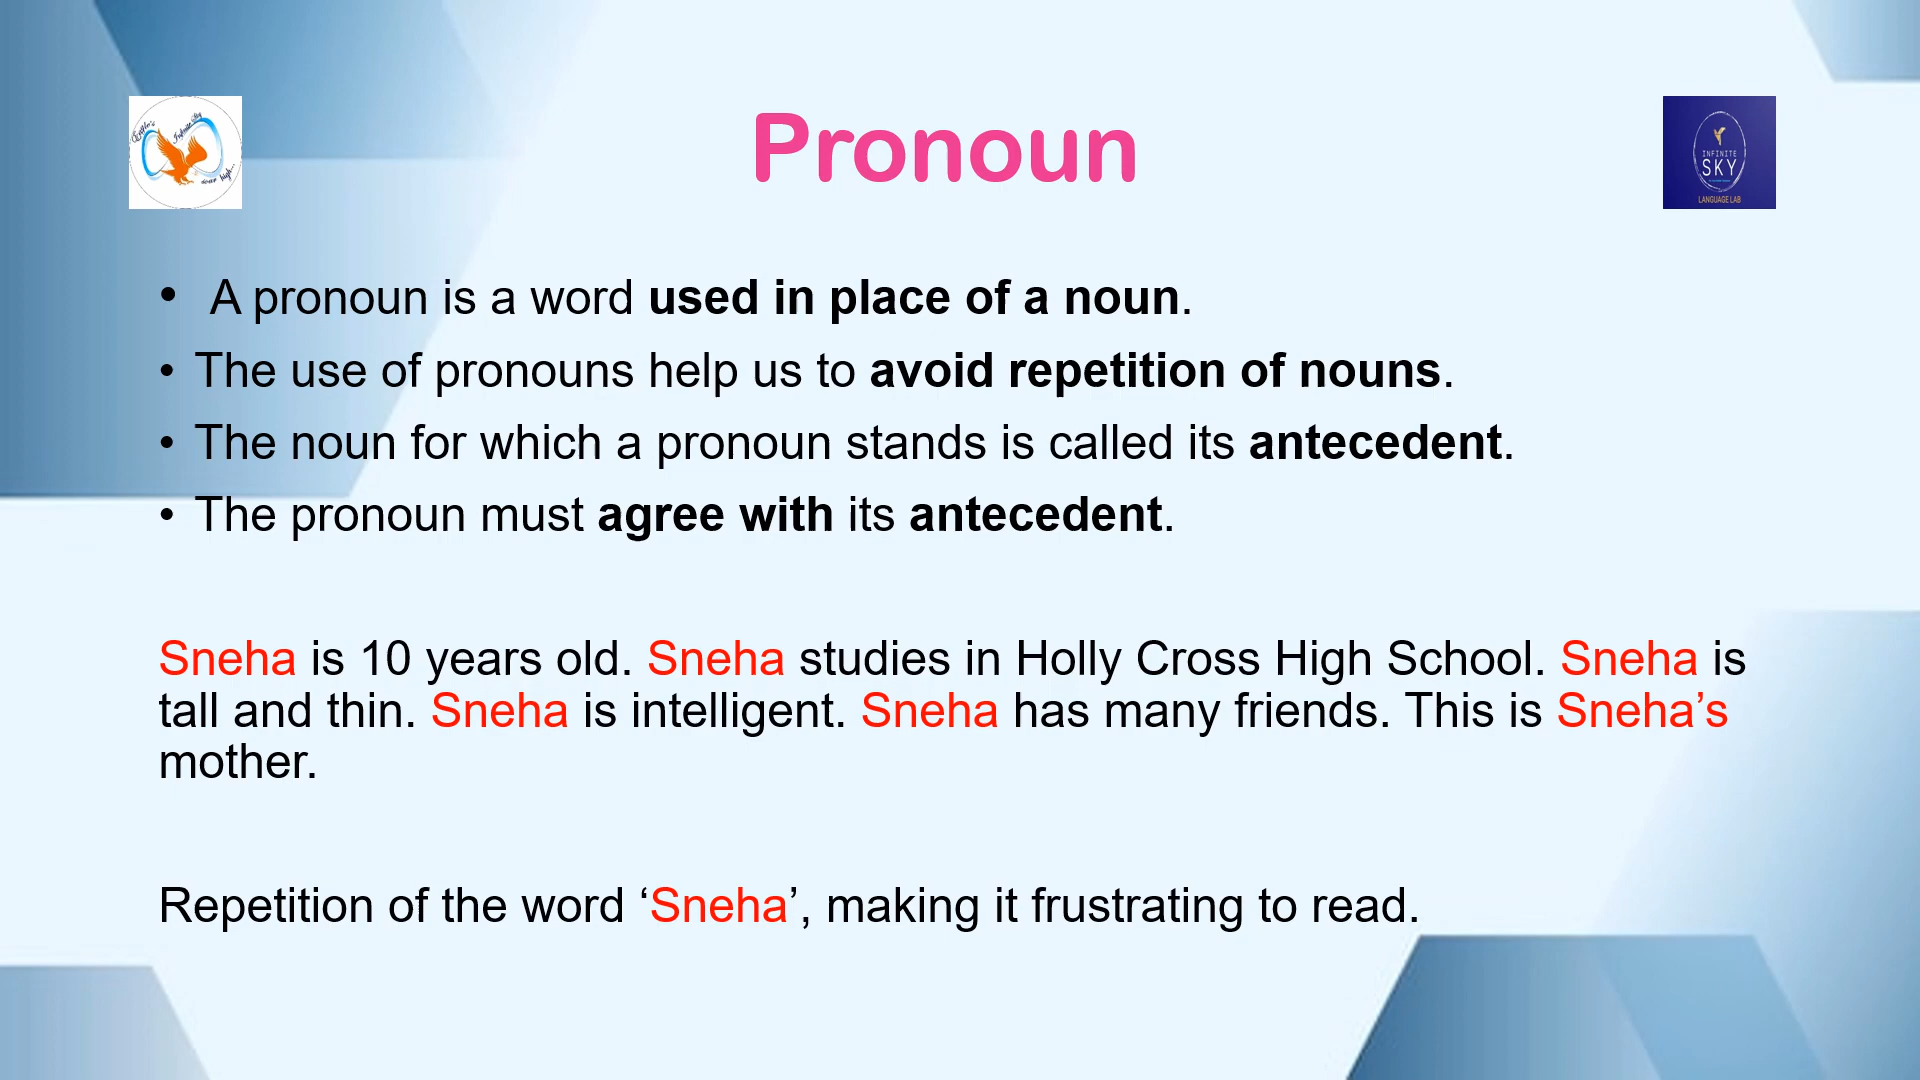 Pronoun
INFINITE
SKY
LANGUAGE LAB
• A pronoun is a word used in place of a noun.
• The use of pronouns help us to avoid repetition of nouns.
• The noun for which a pronoun stands is called its antecedent.
• The pronoun must agree with its antecedent.
Sneha is 10 years old. Sneha studies in Holly Cross High School. Sneha is
tall and thin. Sneha is intelligent. Sneha has many friends. This is Sneha’s
mother.
Repetition of the word ‘Sneha’, making it frustrating to read.